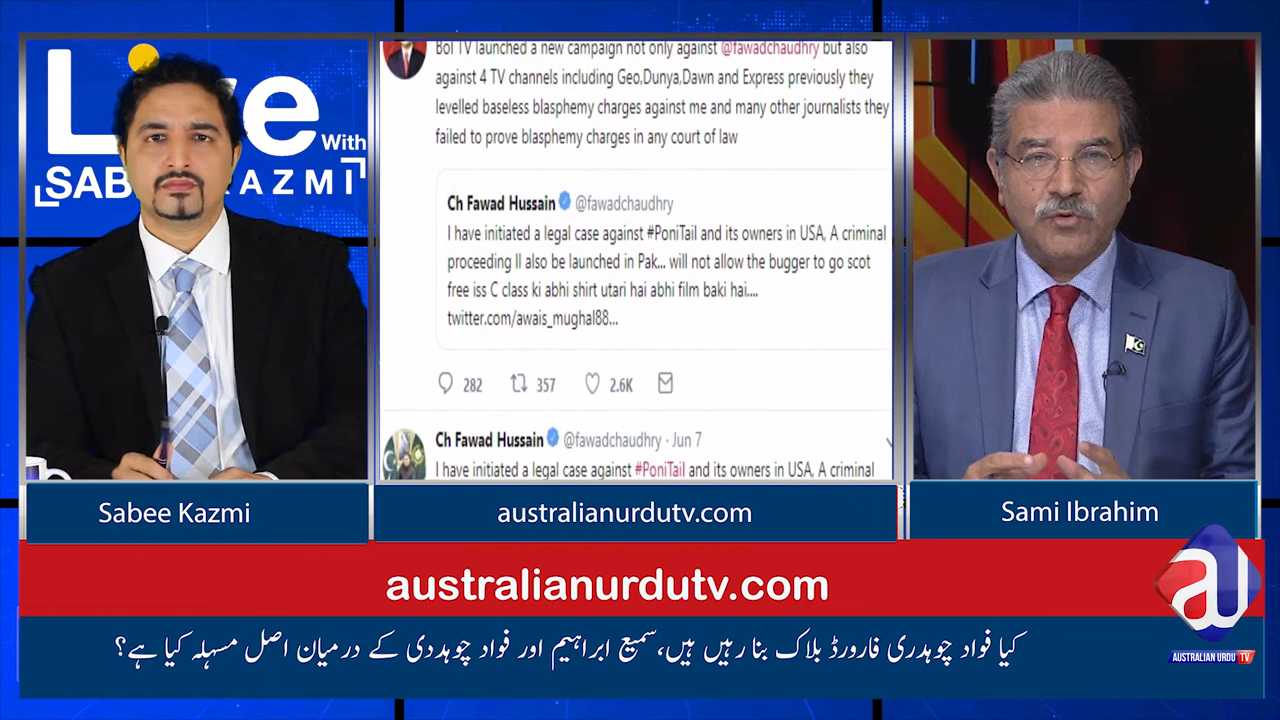 Live
With
SABEE KAZMI
Bol TV launched a new campaign not only against @fawadchaudhry but also
against 4 TV channels including Geo,Dunya,Dawn and Express previously they
levelled baseless blasphemy charges against me and many other journalists they
failed to prove blasphemy charges in any court of law
Ch Fawad Hussain @fawadchaudhry
I have initiated a legal case against #PoniTail and its owners in USA, A criminal
proceeding ll also be launched in Pak... will not allow the bugger to go scot
free iss C class ki abhi shirt utari hai abhi film baki hai....
twitter.com/awais_mughal88...
282 357 2.6K
Ch Fawad Hussain @fawadchaudhry · Jun 7
I have initiated a legal case against #PoniTail and its owners in USA, A criminal
Sabee Kazmi
australianurdutv.com
Sami Ibrahim
australianurdutv.com
کیا فواد چوہدری فارورڈ بلاک بنا رہیں ہیں،سمیع ابراہیم اور فواد چوہددی کے درمیان اصل مسہلہ کیا ہے؟
AUSTRALIAN URDU TV